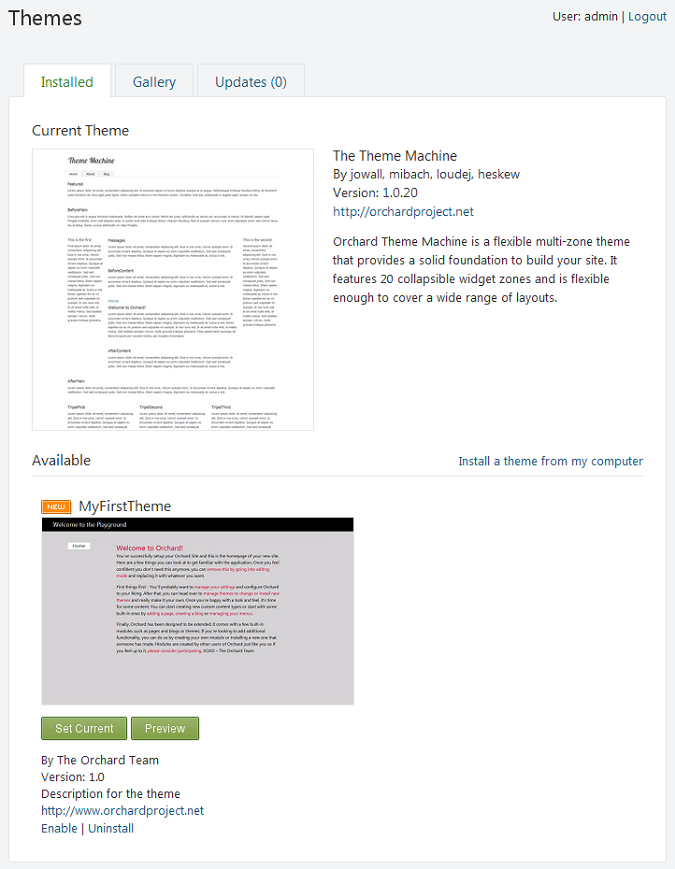 Themes
User: admin | Logout
Installed
Gallery
Updates (0)
Current Theme
Theme Machine
Home About Blog
Featured
BeforeMain
This is the first
Messages
This is the second
BeforeContent
Home
Welcome to Orchard!
AfterContent
AfterMain
TripelFirst
TripelSecond
TripelThird
The Theme Machine
By jowall, mibach, loudej, heskew
Version: 1.0.20
http://orchardproject.net
Orchard Theme Machine is a flexible multi-zone theme
that provides a solid foundation to build your site. It
features 20 collapsible widget zones and is flexible
enough to cover a wide range of layouts.
Available
Install a theme from my computer
NEW MyFirstTheme
Welcome to the Playground
Home
Welcome to Orchard!
You've successfully setup your Orchard Site and this is the homepage of your new site.
Here are a few things you can look at to get familiar with the application. Once you feel
confident you don't need this anymore, you can remove this by going into editing
mode and replacing it with whatever you want.
First things first - You'll probably want to manage your settings and configure Orchard
to your liking. After that, you can head over to manage themes to change or install new
themes and really make it your own. Once you're happy with a look and feel, it's time
for some content. You can start creating new custom content types or start with some
built-in ones by adding a page, creating a blog or managing your menus.
Finally, Orchard has been designed to be extended. It comes with a few built-in
modules such as pages and blogs or themes. If you're looking to add additional
functionality, you can do so by creating your own module or installing a new one that
someone has made. Modules are created by other users of Orchard just like you so if
you feel up to it, please consider participating. XOXO – The Orchard Team
Set Current
Preview
By The Orchard Team
Version: 1.0
Description for the theme
http://www.orchardproject.net
Enable | Uninstall